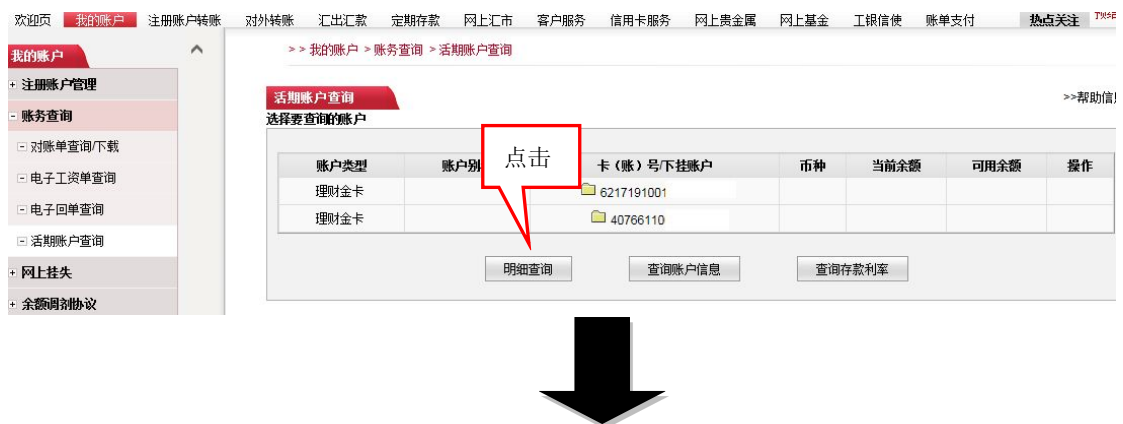 欢迎页 我的账户 注册账户转账 对外转账 汇出汇款 定期存款 网上汇市 客户服务 信用卡服务 网上贵金属 网上基金 工银信使 账单支付 热点关注
我的账户
> > 我的账户 > 账务查询 > 活期账户查询
+ 注册账户管理
- 账务查询
- 对账单查询/下载
- 电子工资单查询
- 电子回单查询
- 活期账户查询
+ 网上挂失
+ 余额调剂协议
活期账户查询
>>帮助信
选择要查询的账户
点击
账户类型 账户别 卡（账）号/下挂账户 币种 当前余额 可用余额 操作
理财金卡 6217191001
理财金卡 40766110
明细查询 查询账户信息 查询存款利率